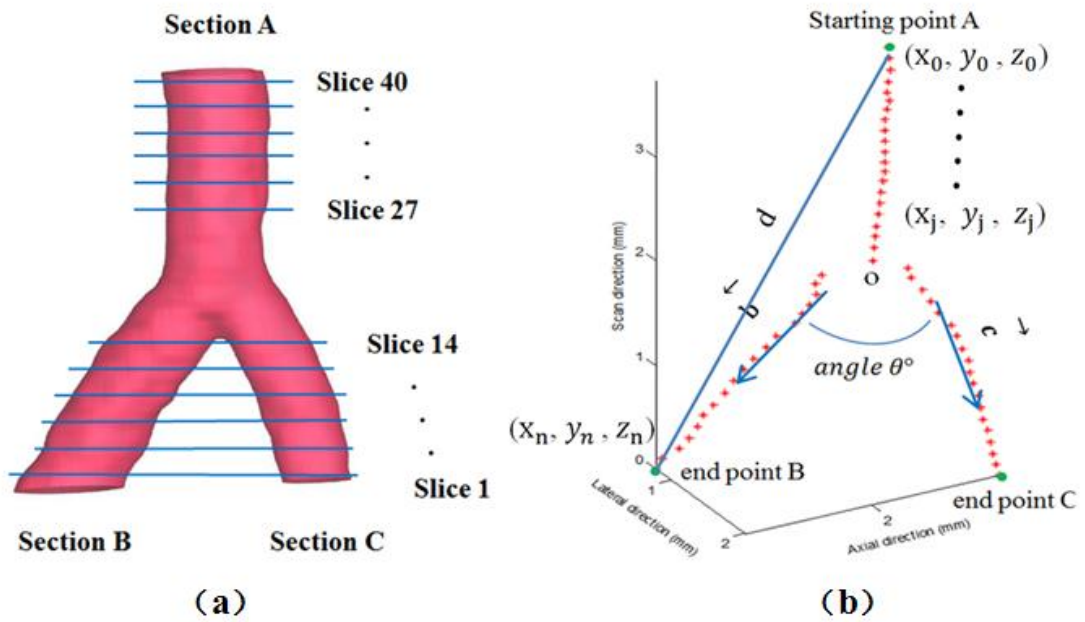 Section A
Slice 40
Slice 27
Slice 14
Slice 1
Section B
Section C
(a)
Starting point A
(x₀, y₀ , z₀)
(xⱼ, yⱼ , zⱼ)
d
→
b
o
→
c
angle θ°
(xₙ, yₙ , zₙ)
end point B
end point C
Scan direction (mm)
3
2
1
0
Lateral direction (mm)
1
2
Axial direction (mm)
2
(b)